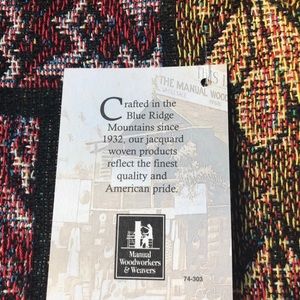 THE MANUAL WOOD
Crafted in the
Blue Ridge
Mountains since
1932, our jacquard
woven products
reflect the finest
quality and
American pride.
Manual
Woodworkers
& Weavers
74-303